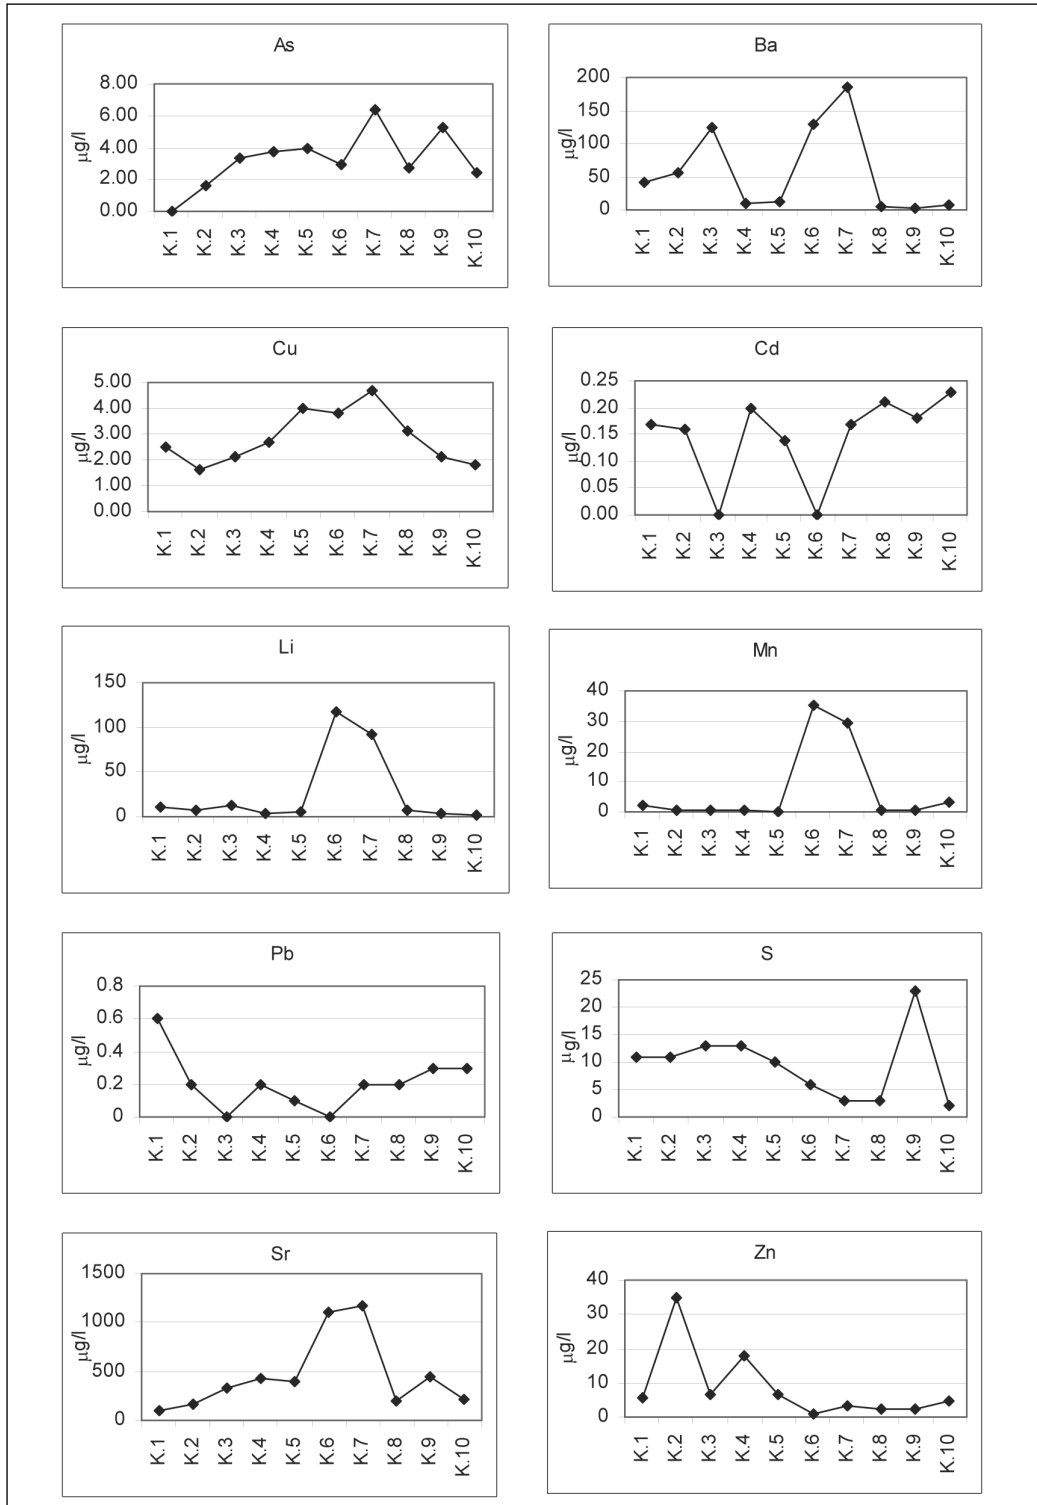 As
8.00
6.00
4.00
2.00
0.00
µg/l
K.1 K.2 K.3 K.4 K.5 K.6 K.7 K.8 K.9 K.10
Ba
200
150
100
50
0
µg/l
K.1 K.2 K.3 K.4 K.5 K.6 K.7 K.8 K.9 K.10
Cu
5.00
4.00
3.00
2.00
1.00
0.00
µg/l
K.1 K.2 K.3 K.4 K.5 K.6 K.7 K.8 K.9 K.10
Cd
0.25
0.20
0.15
0.10
0.05
0.00
µg/l
K.1 K.2 K.3 K.4 K.5 K.6 K.7 K.8 K.9 K.10
Li
150
100
50
0
µg/l
K.1 K.2 K.3 K.4 K.5 K.6 K.7 K.8 K.9 K.10
Mn
40
30
20
10
0
µg/l
K.1 K.2 K.3 K.4 K.5 K.6 K.7 K.8 K.9 K.10
Pb
0.8
0.6
0.4
0.2
0
µg/l
K.1 K.2 K.3 K.4 K.5 K.6 K.7 K.8 K.9 K.10
S
25
20
15
10
5
0
µg/l
K.1 K.2 K.3 K.4 K.5 K.6 K.7 K.8 K.9 K.10
Sr
1500
1000
500
0
µg/l
K.1 K.2 K.3 K.4 K.5 K.6 K.7 K.8 K.9 K.10
Zn
40
30
20
10
0
µg/l
K.1 K.2 K.3 K.4 K.5 K.6 K.7 K.8 K.9 K.10